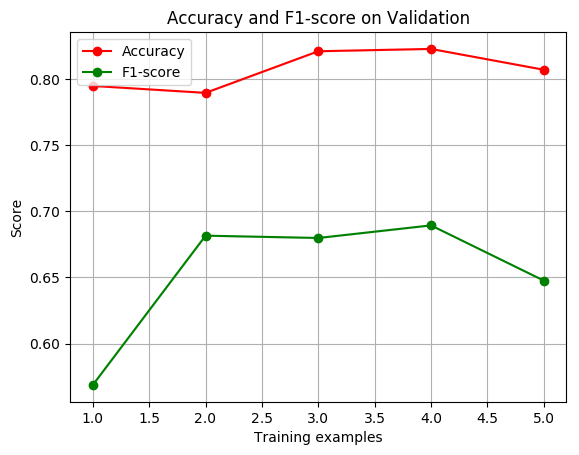 Accuracy and F1-score on Validation
Accuracy
F1-score
0.80
0.75
0.70
0.65
0.60
Score
1.0 1.5 2.0 2.5 3.0 3.5 4.0 4.5 5.0
Training examples